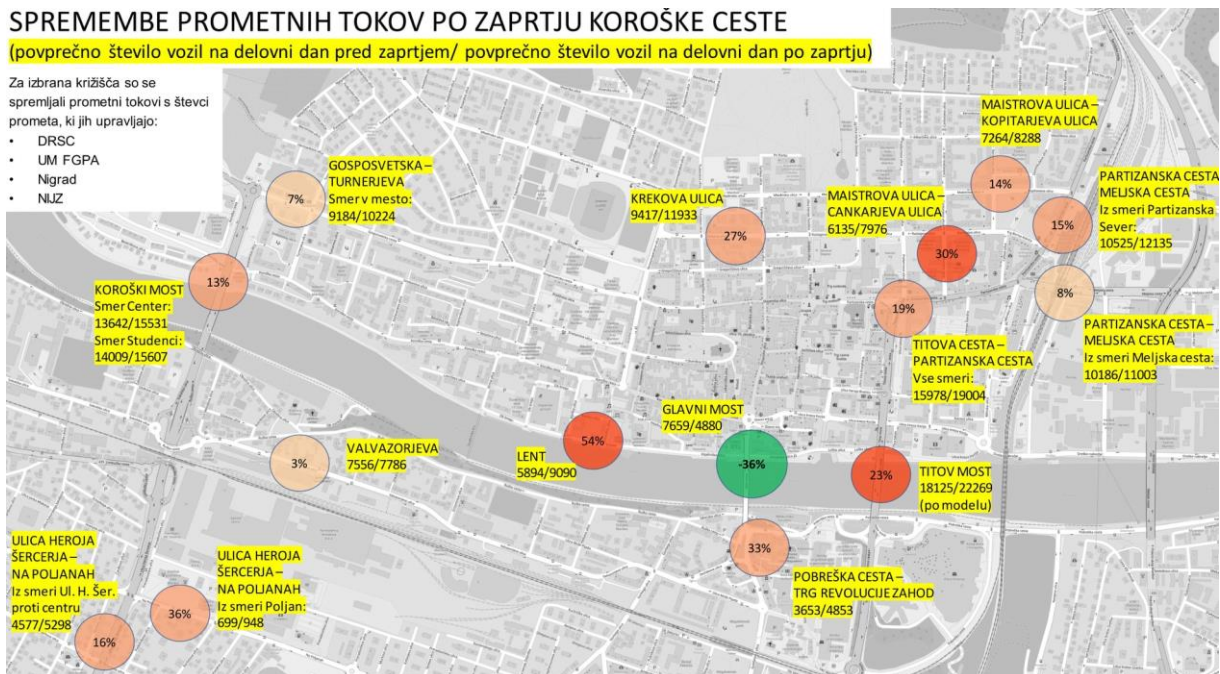 SPREMEMBE PROMETNIH TOKOV PO ZAPRTJU KOROŠKE CESTE
(povprečno število vozil na delovni dan pred zaprtjem/ povprečno število vozil na delovni dan po zaprtju)
Za izbrana križišča so se
spremljali prometni tokovi s števci
prometa, ki jih upravljajo:
• DRSC
• UM FGPA
• Nigrad
• NIJZ
GOSPOSVETSKA –
TURNERJEVA
Smer v mesto:
9184/10224
7%
KREKOVA ULICA
9417/11933
27%
MAISTROVA ULICA –
CANKARJEVA ULICA
6135/7976
30%
MAISTROVA ULICA –
KOPITARJEVA ULICA
7264/8288
14%
PARTIZANSKA CESTA
MELJSKA CESTA
Iz smeri Partizanska
Sever:
10525/12135
15%
8%
PARTIZANSKA CESTA –
MELJSKA CESTA
Iz smeri Meljska cesta:
10186/11003
13%
KOROŠKI MOST
Smer Center:
13642/15531
Smer Studenci:
14009/15607
19%
TITOVA CESTA –
PARTIZANSKA CESTA
Vse smeri:
15978/19004
VALVAZORJEVA
7556/7786
3%
LENT
5894/9090
54%
GLAVNI MOST
7659/4880
-36%
23%
TITOV MOST
18125/22269
(po modelu)
33%
POBREŠKA CESTA –
TRG REVOLUCIJE ZAHOD
3653/4853
ULICA HEROJA
ŠERCERJA –
NA POLJANAH
Iz smeri Ul. H. Šer.
proti centru
4577/5298
16%
ULICA HEROJA
ŠERCERJA –
NA POLJANAH
Iz smeri Poljan:
699/948
36%